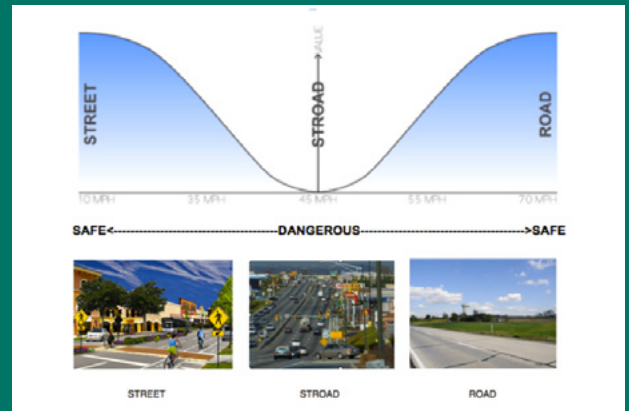 VALUE
STREET
STROAD
ROAD
10 MPH 35 MPH 45 MPH 55 MPH 70 MPH
SAFE<------------------------------------DANGEROUS------------------------------------>SAFE
STREET STROAD ROAD